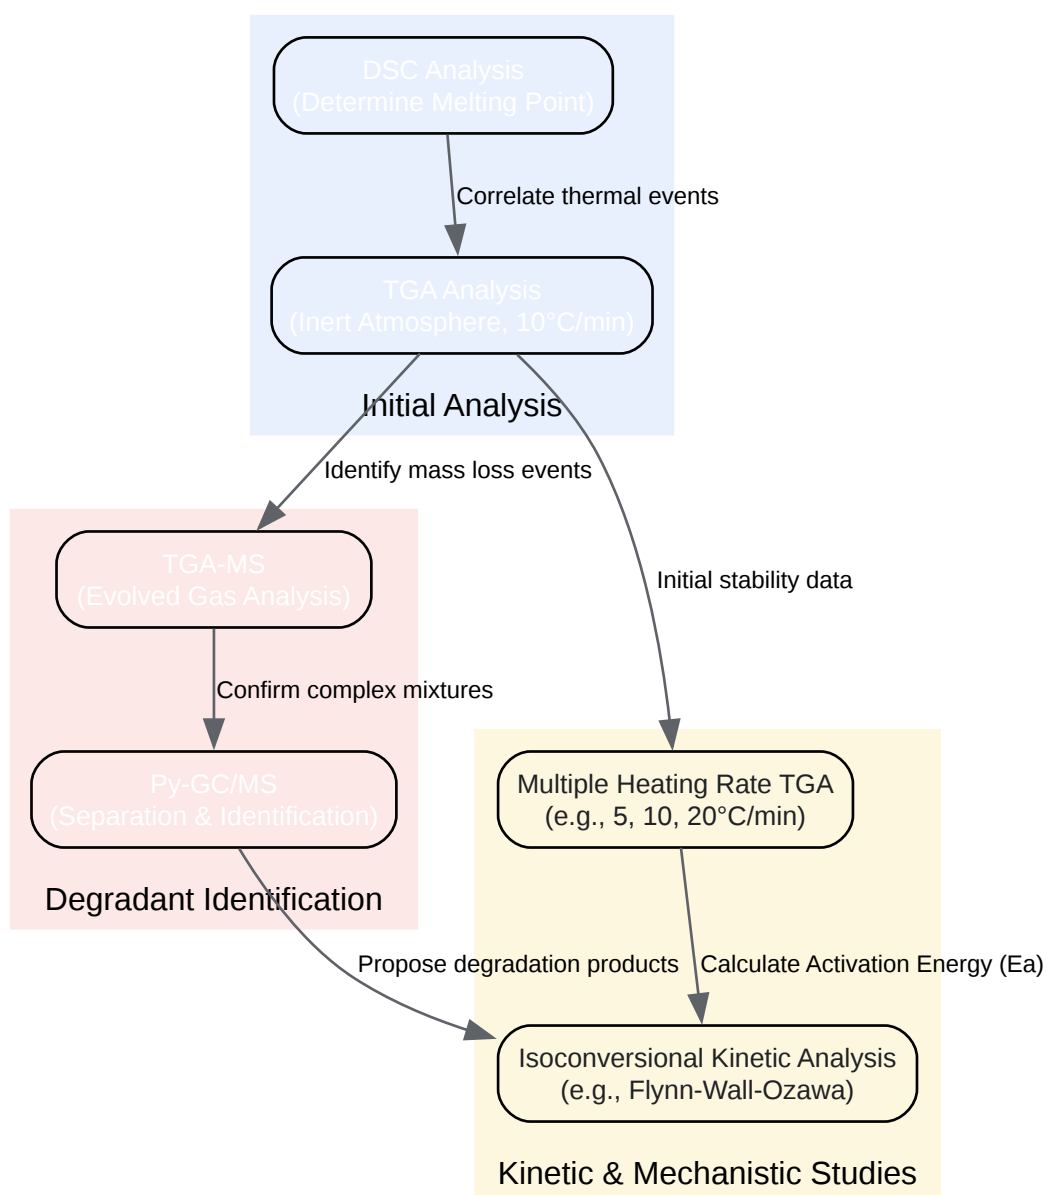 DSC Analysis
(Determine Melting Point)
Correlate thermal events
TGA Analysis
(Inert Atmosphere, 10°C/min)
Initial Analysis
Identify mass loss events
TGA-MS
(Evolved Gas Analysis)
Initial stability data
Confirm complex mixtures
Py-GC/MS
(Separation & Identification)
Multiple Heating Rate TGA
(e.g., 5, 10, 20°C/min)
Degradant Identification
Propose degradation products
Calculate Activation Energy (Ea)
Isoconversional Kinetic Analysis
(e.g., Flynn-Wall-Ozawa)
Kinetic & Mechanistic Studies